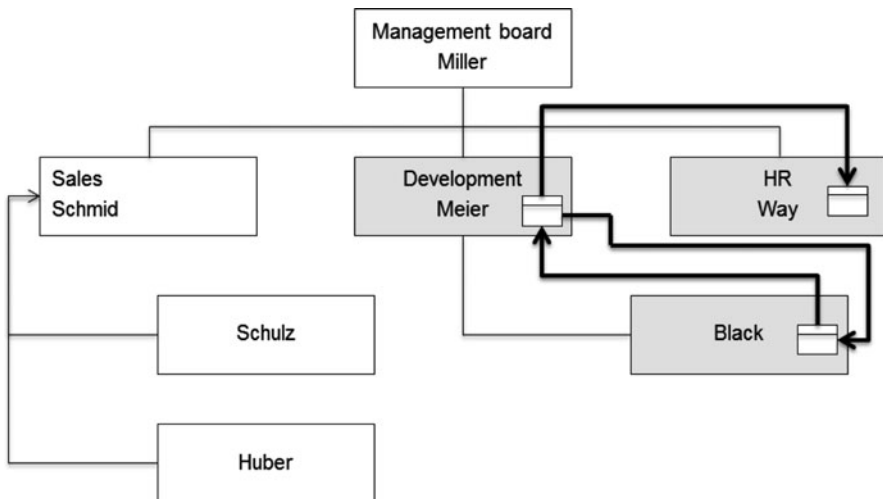 Management board
Miller
Sales
Schmid
Development
Meier
HR
Way
Schulz
Black
Huber